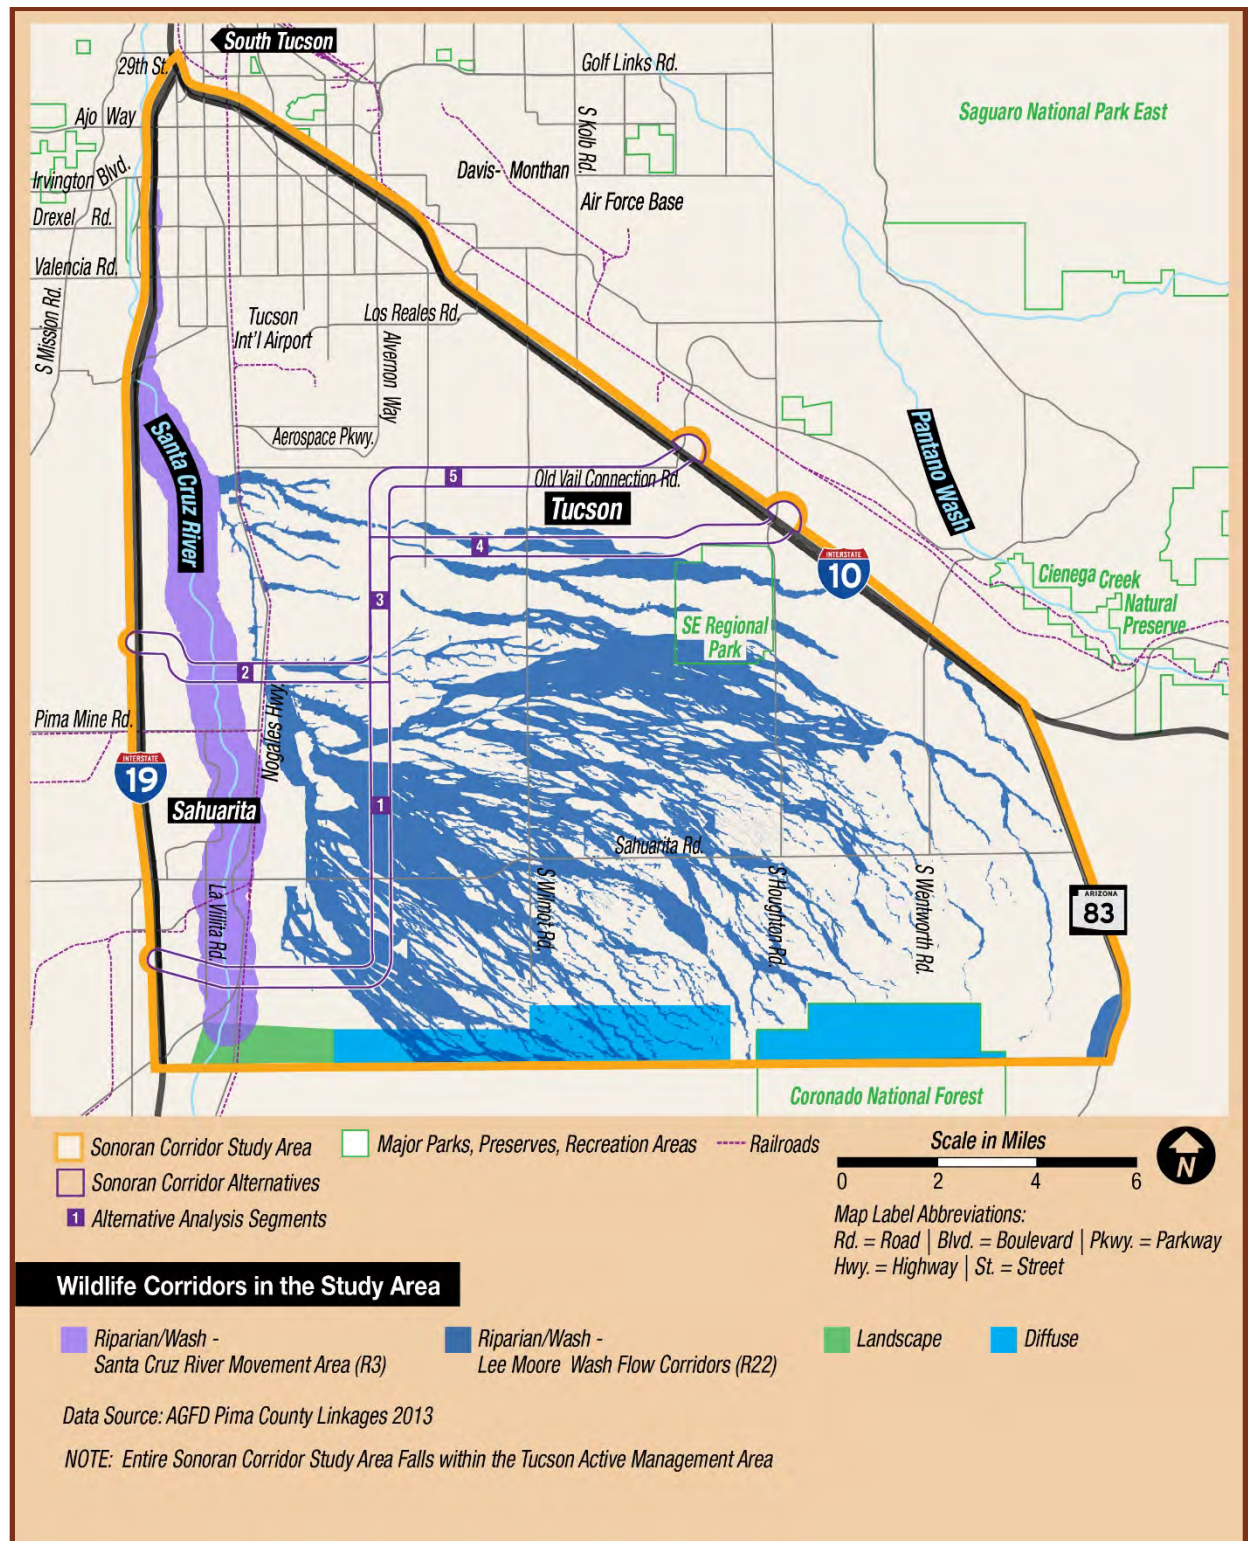 South Tucson
29th St.
Golf Links Rd.
Ajo Way
S Kolb Rd.
Saguaro National Park East
Irvington Blvd.
Davis- Monthan
Air Force Base
Drexel Rd.
Valencia Rd.
S Mission Rd.
Tucson
Int'l Airport
Los Reales Rd.
Alvernon Way
Aerospace Pkwy.
Santa Cruz River
Pantano Wash
5
Old Vail Connection Rd.
Tucson
4
INTERSTATE
10
Cienega Creek
Natural
Preserve
3
SE Regional
Park
2
Nogales Hwy.
Pima Mine Rd.
INTERSTATE
19
Sahuarita
1
Sahuarita Rd.
La Villita Rd.
S Wilmot Rd.
S Houghton Rd.
S Wentworth Rd.
ARIZONA
83
Coronado National Forest
Sonoran Corridor Study Area
Major Parks, Preserves, Recreation Areas
Railroads
Sonoran Corridor Alternatives
1 Alternative Analysis Segments
Scale in Miles
0 2 4 6
N
Map Label Abbreviations:
Rd. = Road | Blvd. = Boulevard | Pkwy. = Parkway
Hwy. = Highway | St. = Street
Wildlife Corridors in the Study Area
Riparian/Wash -
Santa Cruz River Movement Area (R3)
Riparian/Wash -
Lee Moore Wash Flow Corridors (R22)
Landscape
Diffuse
Data Source: AGFD Pima County Linkages 2013
NOTE: Entire Sonoran Corridor Study Area Falls within the Tucson Active Management Area